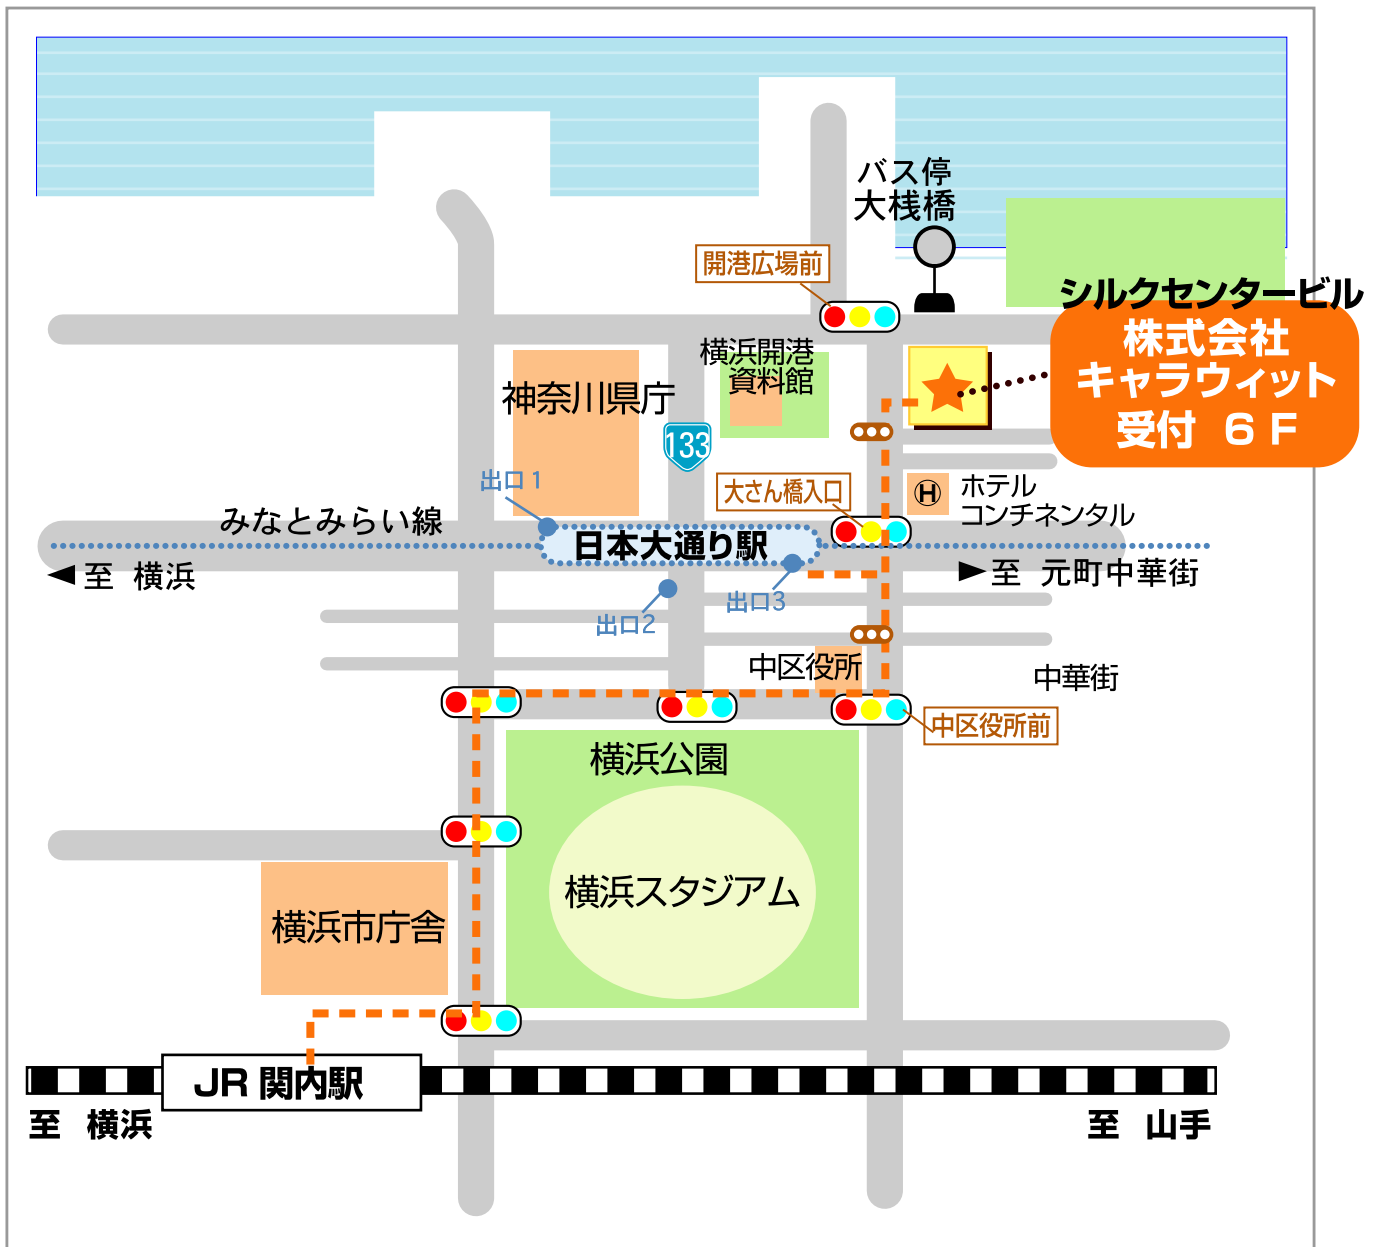 バス停
大桟橋
開港広場前
シルクセンタービル
株式会社
キャラウィット
受付 6 F
横浜開港
資料館
神奈川県庁
133
出口1
大さん橋入口
H
ホテル
コンチネンタル
みなとみらい線
日本大通り駅
至 横浜
至 元町中華街
出口2
出口3
中区役所
中華街
中区役所前
横浜公園
横浜スタジアム
横浜市庁舎
JR 関内駅
至 横浜
至 山手